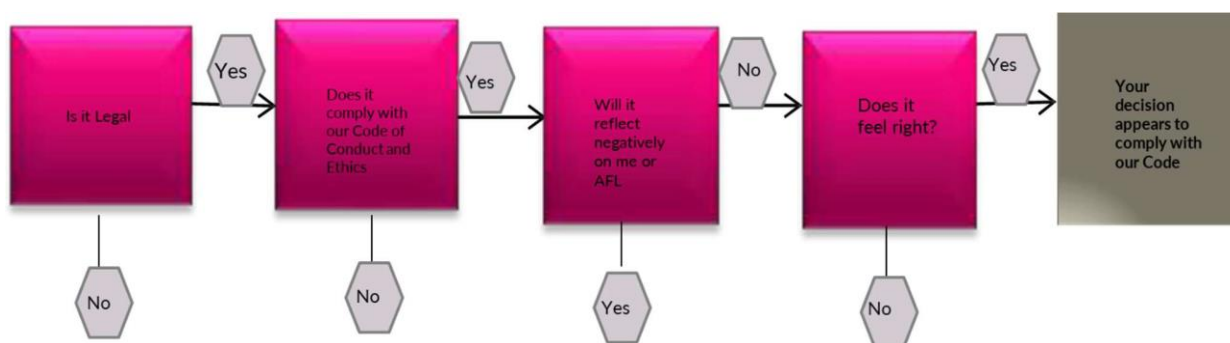 Is it Legal
Yes
Does it
comply with
our Code of
Conduct and
Ethics
Yes
Will it
reflect
negatively
on me or
AFL
No
Does it
feel right?
Yes
Your
decision
appears to
comply with
our Code
No
No
Yes
No